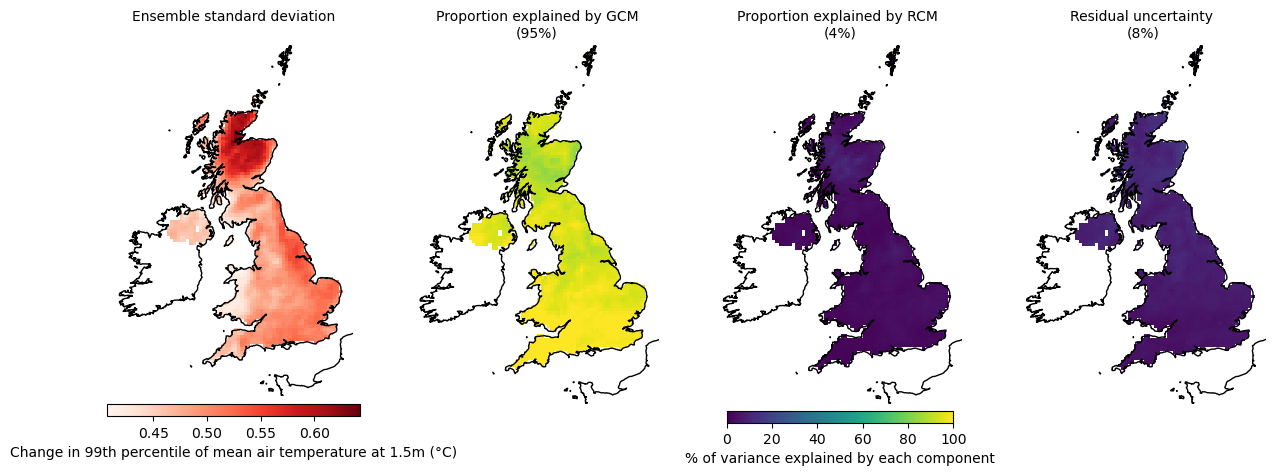 Ensemble standard deviation
Proportion explained by GCM
(95%)
Proportion explained by RCM
(4%)
Residual uncertainty
(8%)
0.45 0.50 0.55 0.60
Change in 99th percentile of mean air temperature at 1.5m (°C)
0 20 40 60 80 100
% of variance explained by each component